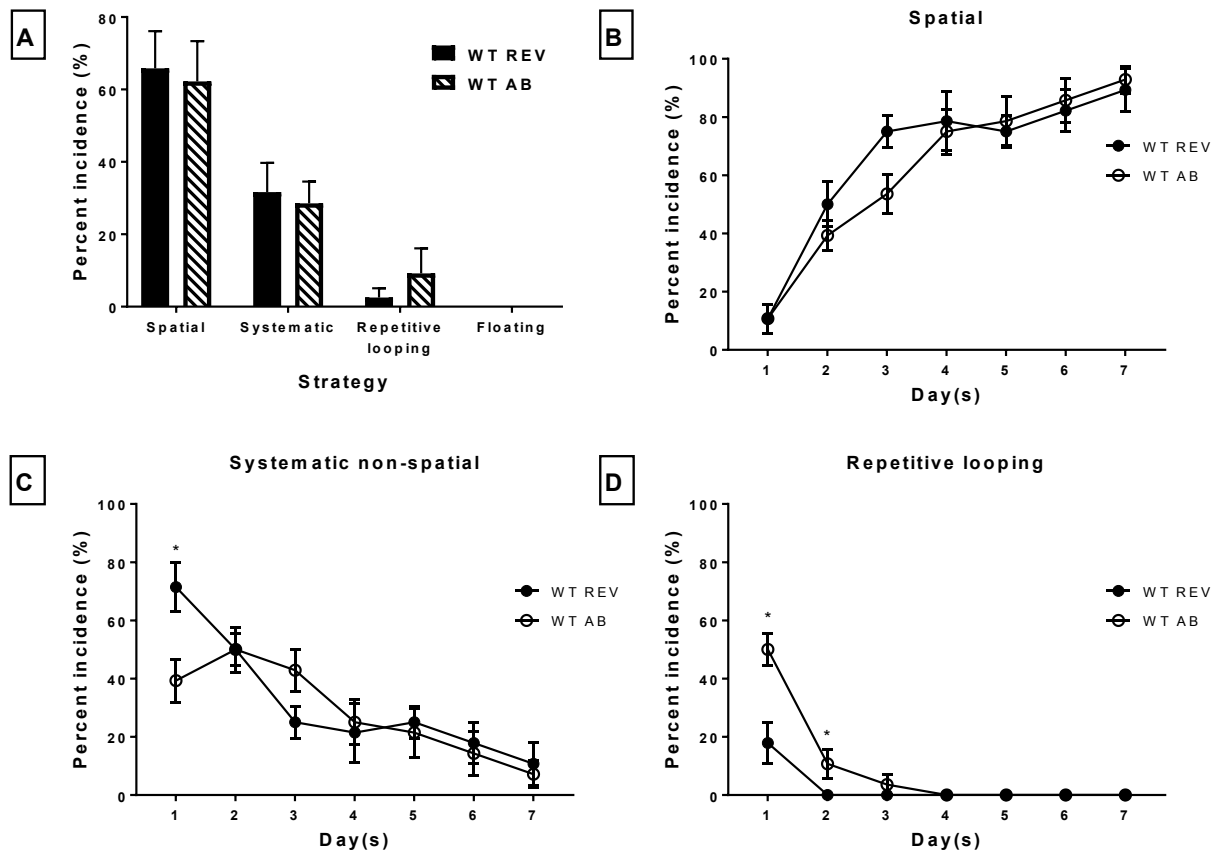 A
Percent incidence (%)
80
60
40
20
0
WT REV
WT AB
Spatial
Systematic
Repetitive
looping
Floating
Strategy
B
Spatial
Percent incidence (%)
100
80
60
40
20
0
WT REV
WT AB
1 2 3 4 5 6 7
Day(s)
C
Systematic non-spatial
Percent incidence (%)
100
80
60
40
20
0
*
WT REV
WT AB
1 2 3 4 5 6 7
Day(s)
D
Repetitive looping
Percent incidence (%)
100
80
60
40
20
0
*
*
WT REV
WT AB
1 2 3 4 5 6 7
Day(s)